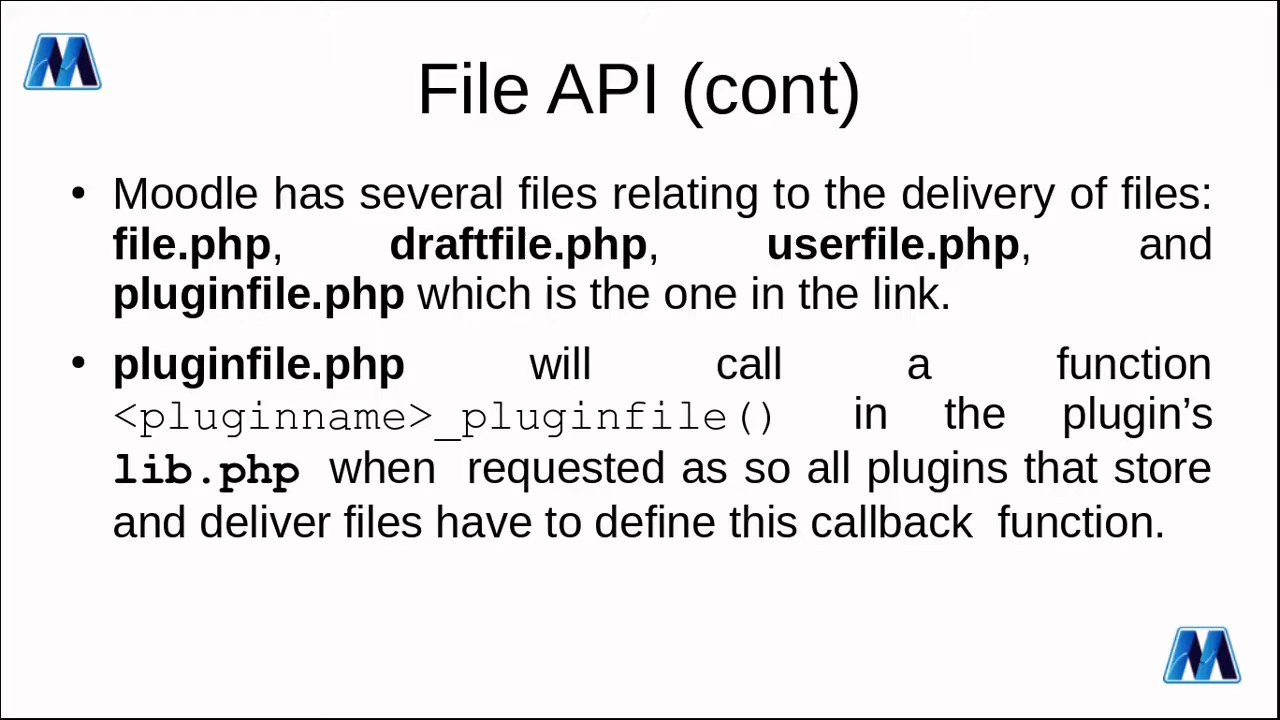 File API (cont)
• Moodle has several files relating to the delivery of files:
file.php, draftfile.php, userfile.php, and
pluginfile.php which is the one in the link.
• pluginfile.php will call a function
<pluginname>_pluginfile() in the plugin’s
lib.php when requested as so all plugins that store
and deliver files have to define this callback function.